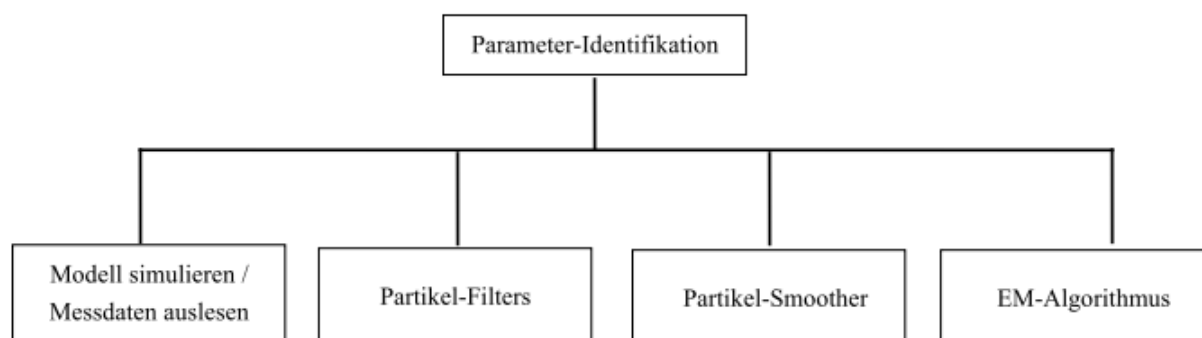 Parameter-Identifikation
Modell simulieren /
Messdaten auslesen
Partikel-Filters
Partikel-Smoother
EM-Algorithmus